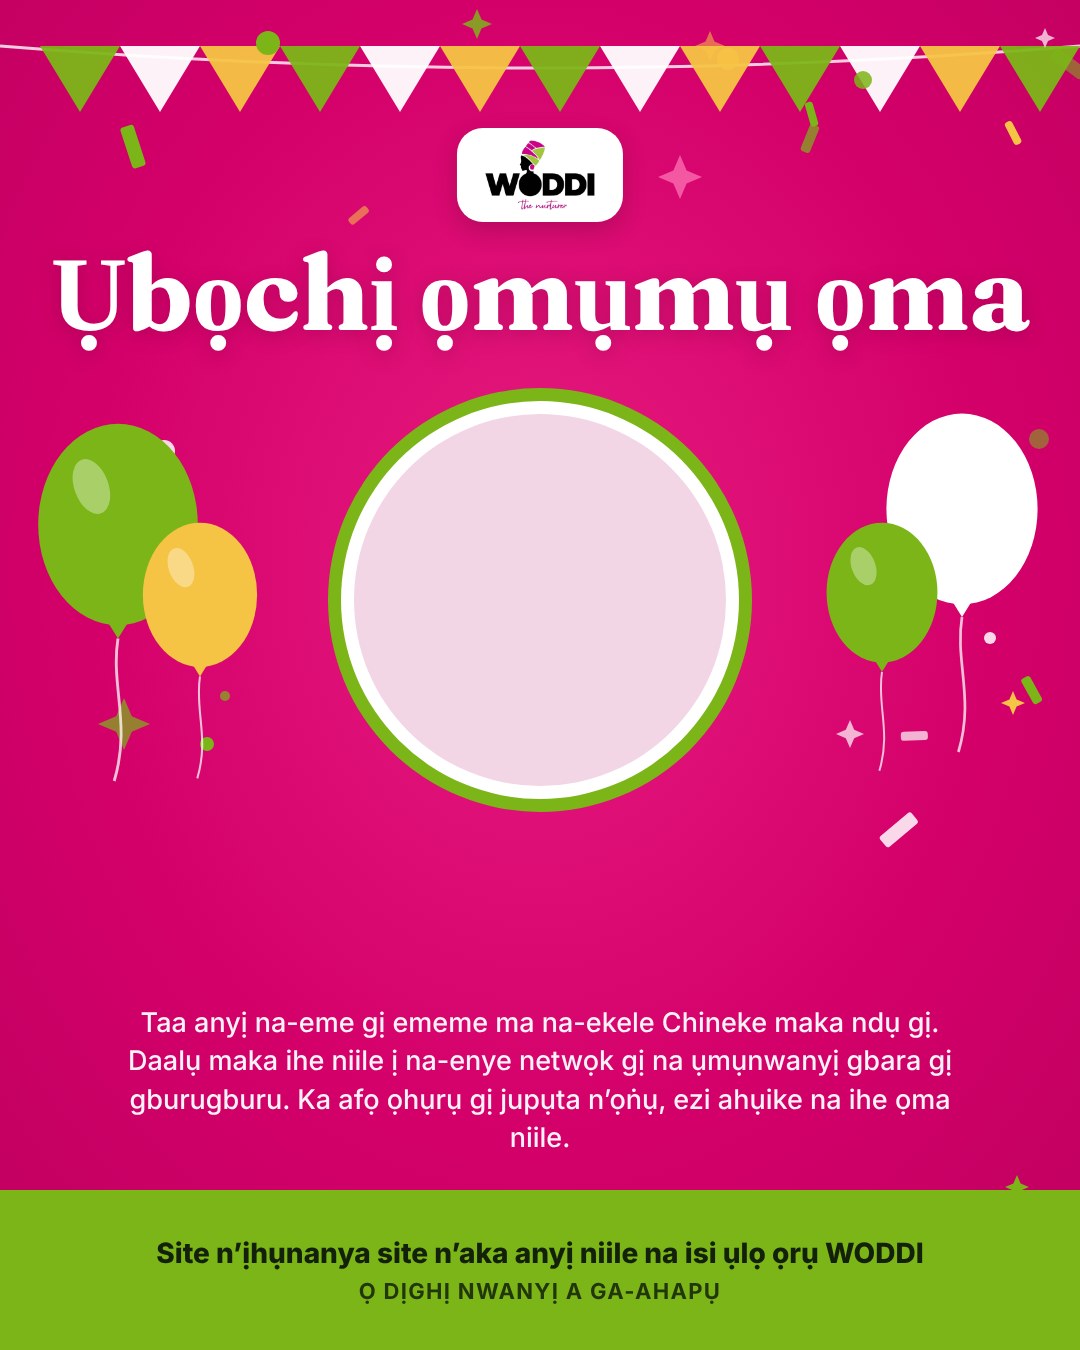 WODDI
the nurturer
Ụbọchị ọmụmụ ọma
Taa anyị na-eme gị ememe ma na-ekele Chineke maka ndụ gị.
Daalụ maka ihe niile ị na-enye netwọk gị na ụmụnwanyị gbara gị
gburugburu. Ka afọ ọhụrụ gị jupụta n’ọṅụ, ezi ahụike na ihe ọma
niile.
Site n’ịhụnanya site n’aka anyị niile na isi ụlọ ọrụ WODDI
Ọ DỊGHỊ NWANYỊ A GA-AHAPỤ